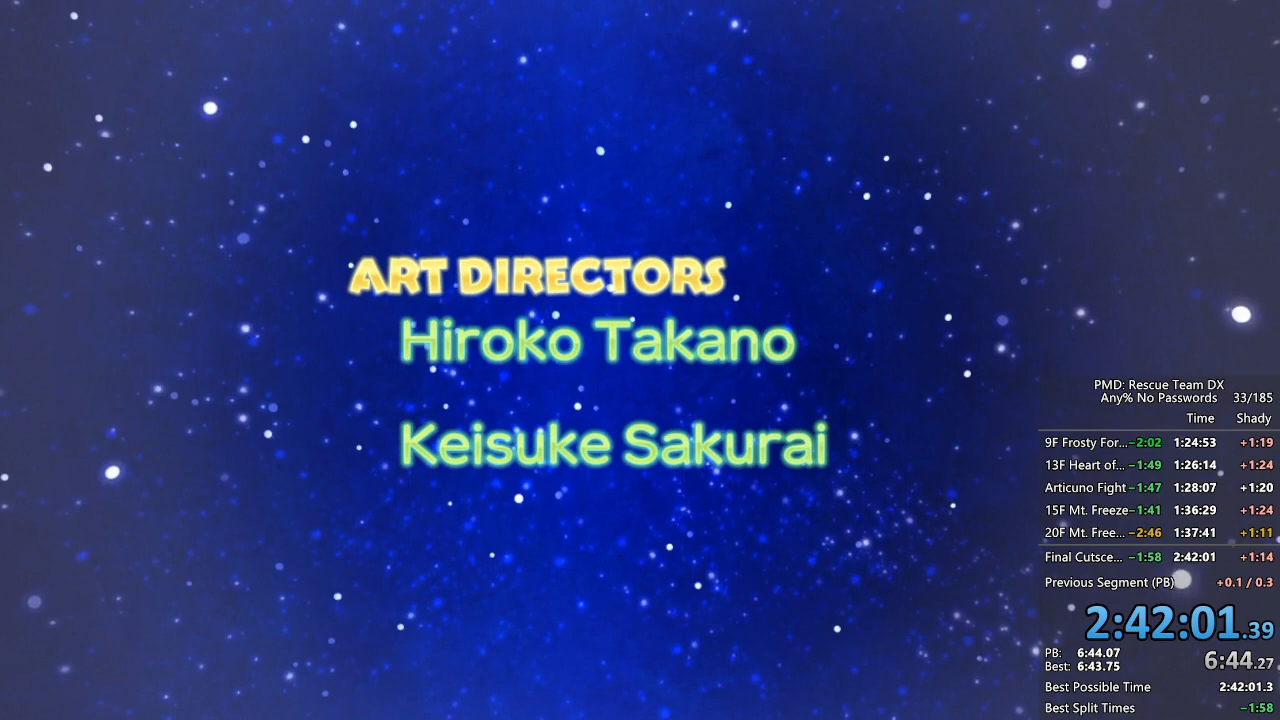 ART DIRECTORS
Hiroko Takano
Keisuke Sakurai
PMD: Rescue Team DX
Any% No Passwords 33/185
Time Shady
9F Frosty For... −2:02 1:24:53 +1:19
13F Heart of... −1:49 1:26:14 +1:24
Articuno Fight −1:47 1:28:07 +1:20
15F Mt. Freeze −1:41 1:36:29 +1:24
20F Mt. Free... −2:46 1:37:41 +1:11
Final Cutsce... −1:58 2:42:01 +1:14
Previous Segment (PB) +0.1 / 0.3
2:42:01.39
PB: 6:44.07
Best: 6:43.75
6:44.27
Best Possible Time 2:42:01.3
Best Split Times −1:58